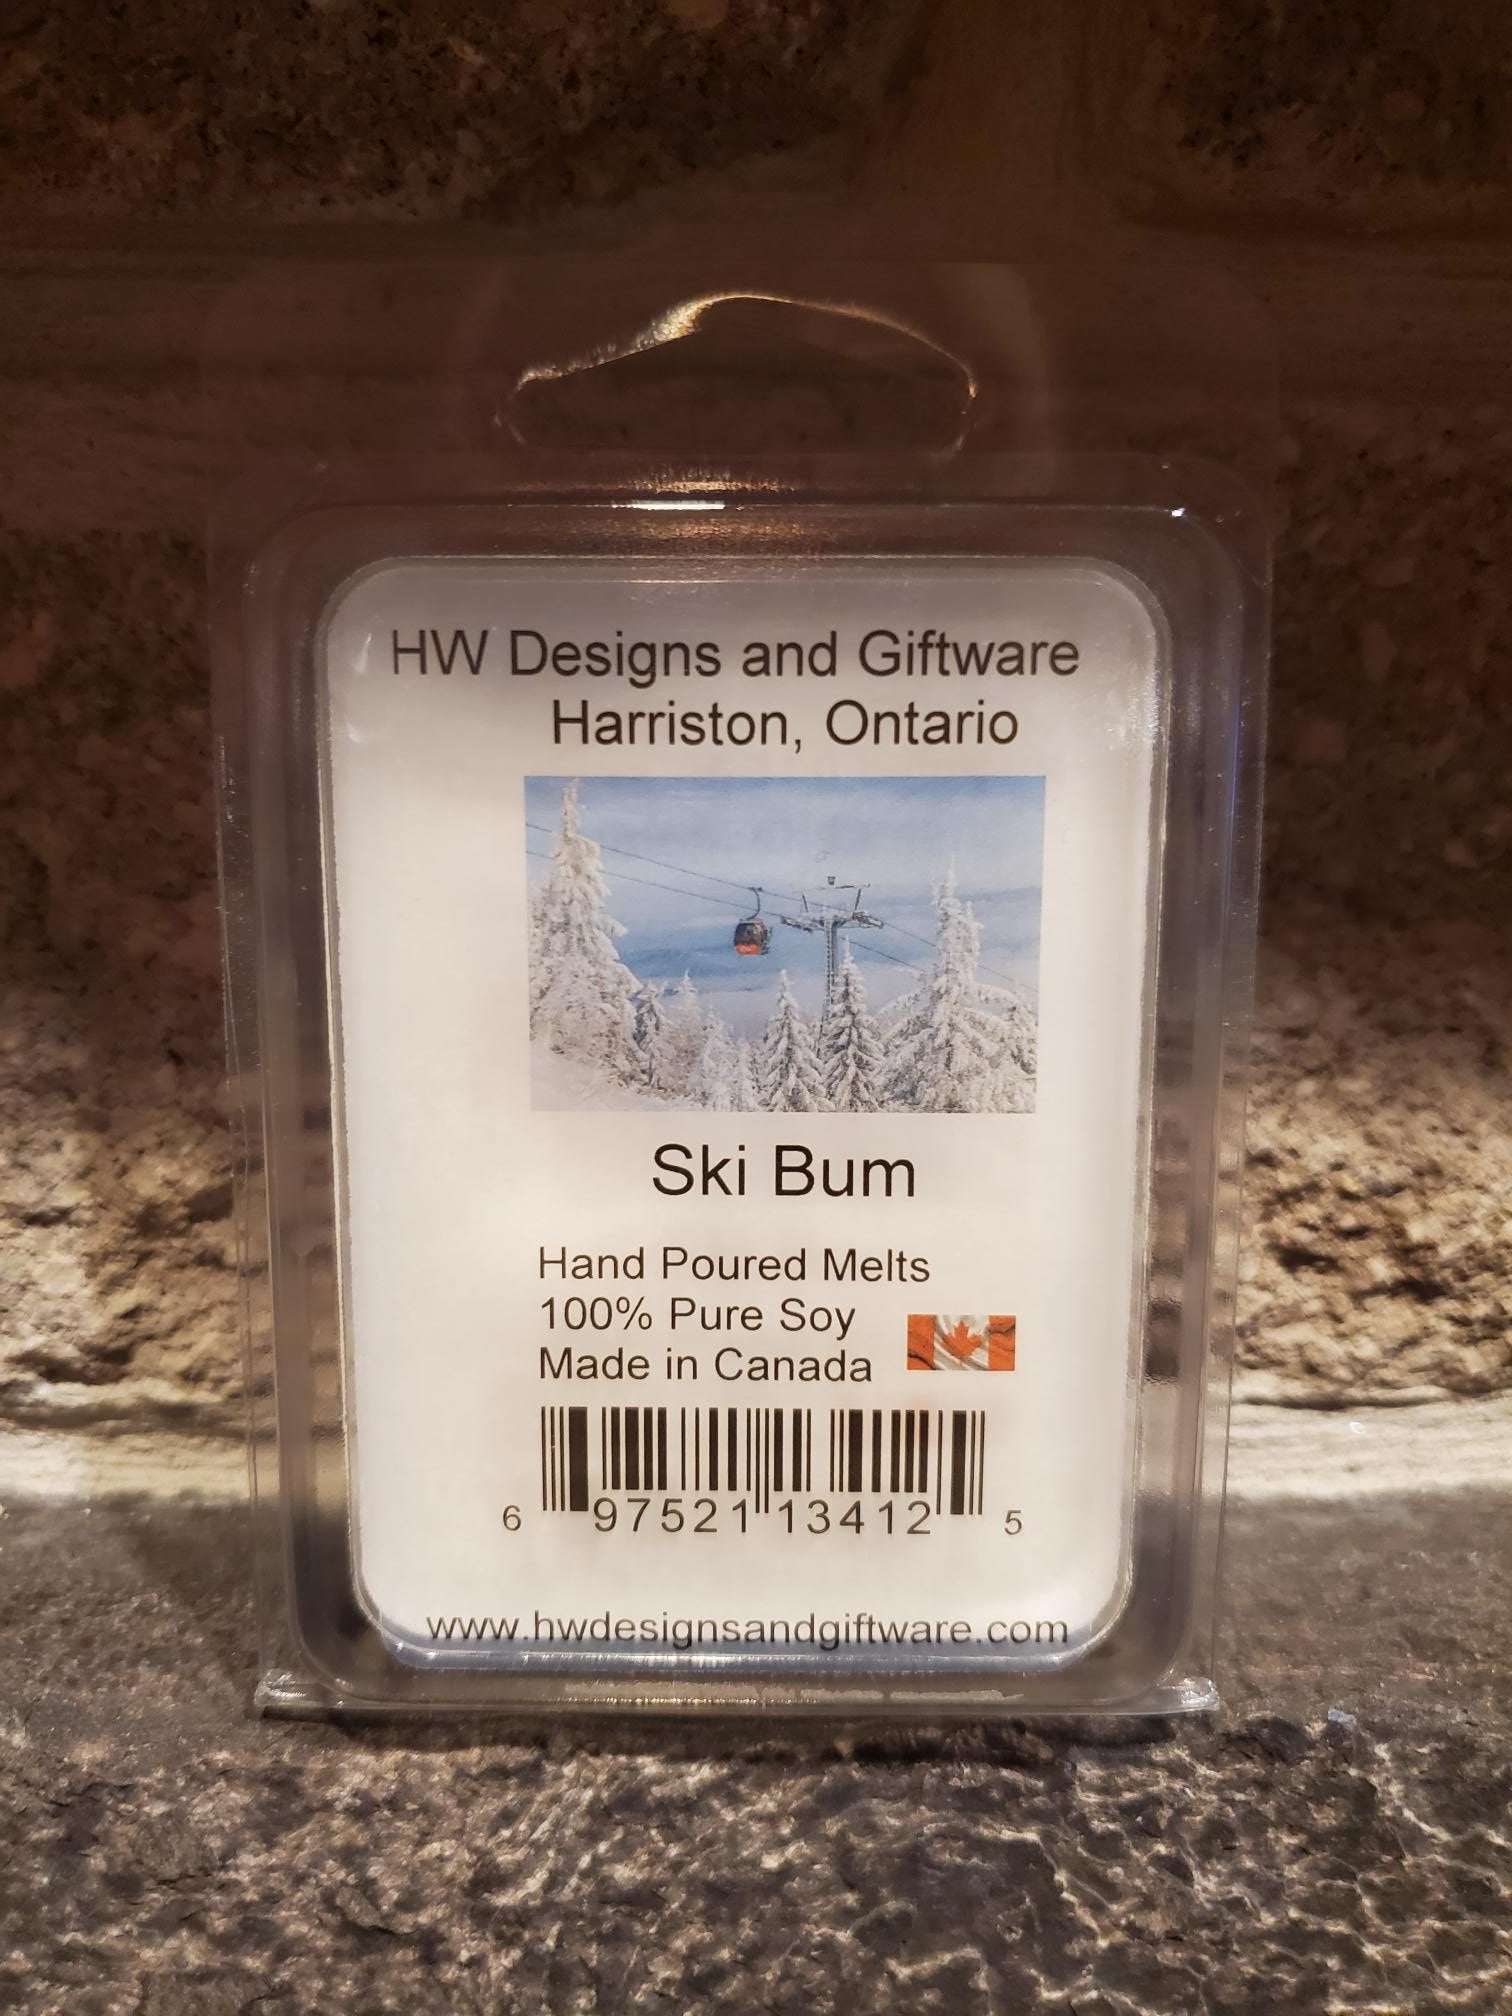 HW Designs and Giftware
Harriston, Ontario
Ski Bum
Hand Poured Melts
100% Pure Soy
Made in Canada
6 97521 13412 5
www.hwdesignsandgiftware.com